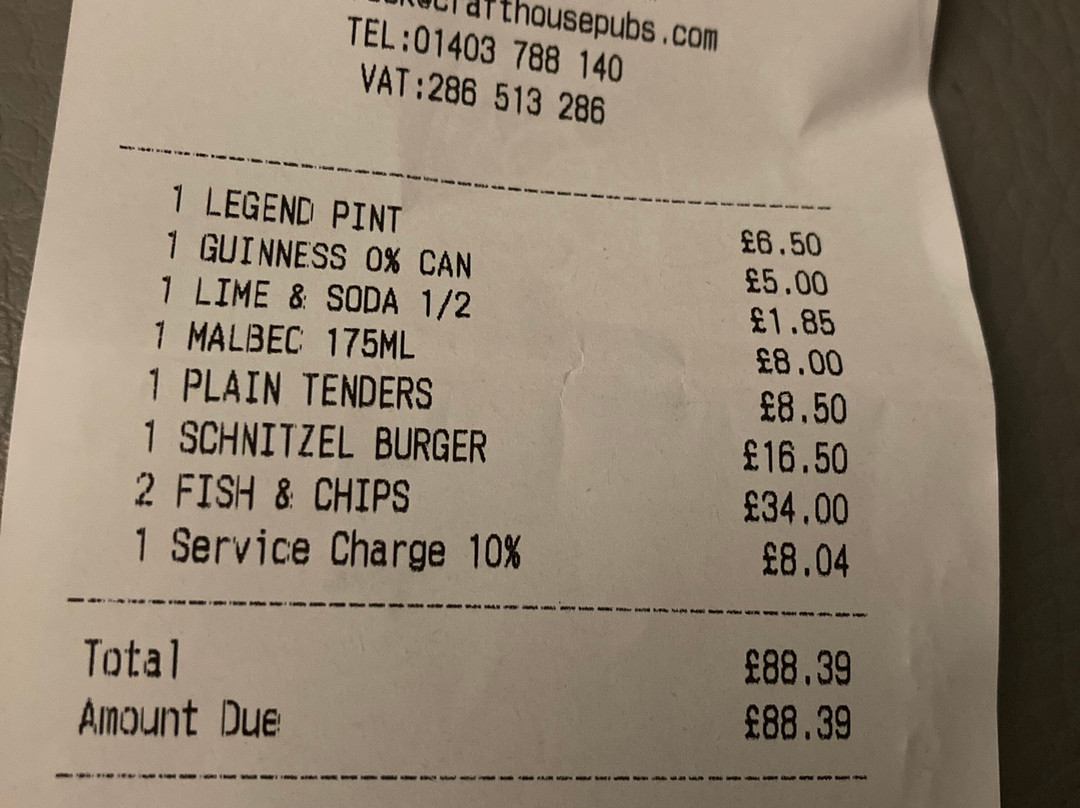 crafthousepubs.com
TEL:01403 788 140
VAT:286 513 286
1 LEGEND PINT £6.50
1 GUINNESS 0% CAN £5.00
1 LIME & SODA 1/2 £1.85
1 MALBEC 175ML £8.00
1 PLAIN TENDERS £8.50
1 SCHNITZEL BURGER £16.50
2 FISH & CHIPS £34.00
1 Service Charge 10% £8.04
Total £88.39
Amount Due £88.39